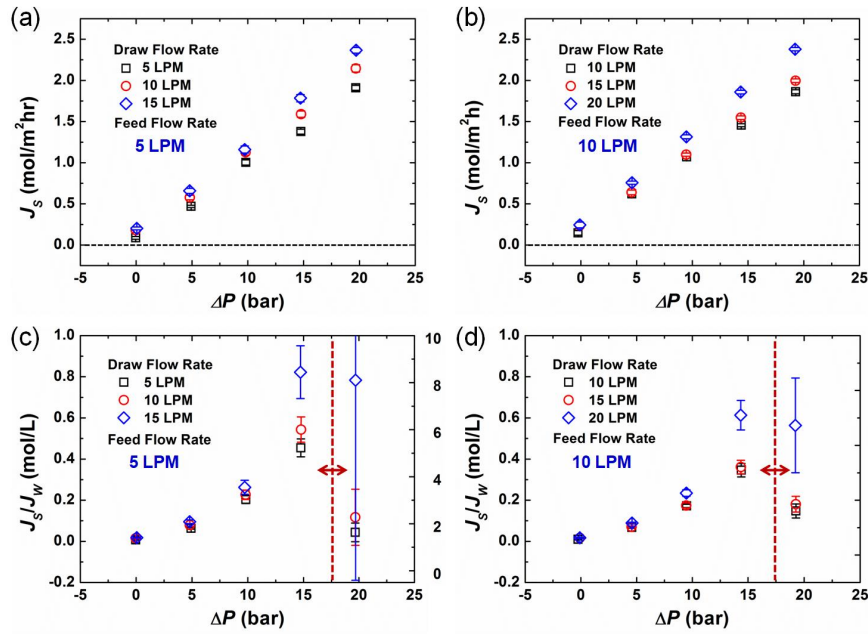 (a)
2.5
2.0
1.5
1.0
0.5
0.0
Js (mol/m²hr)
Draw Flow Rate
5 LPM
10 LPM
15 LPM
Feed Flow Rate
5 LPM
-5 0 5 10 15 20 25
ΔP (bar)
(b)
2.5
2.0
1.5
1.0
0.5
0.0
Js (mol/m²h)
Draw Flow Rate
10 LPM
15 LPM
20 LPM
Feed Flow Rate
10 LPM
-5 0 5 10 15 20 25
ΔP (bar)
(c)
1.0
0.8
0.6
0.4
0.2
0.0
-0.2
Js/Jw (mol/L)
Draw Flow Rate
5 LPM
10 LPM
15 LPM
Feed Flow Rate
5 LPM
10
8
6
4
2
0
-5 0 5 10 15 20 25
ΔP (bar)
(d)
1.0
0.8
0.6
0.4
0.2
0.0
-0.2
Js/Jw (mol/L)
Draw Flow Rate
10 LPM
15 LPM
20 LPM
Feed Flow Rate
10 LPM
-5 0 5 10 15 20 25
ΔP (bar)